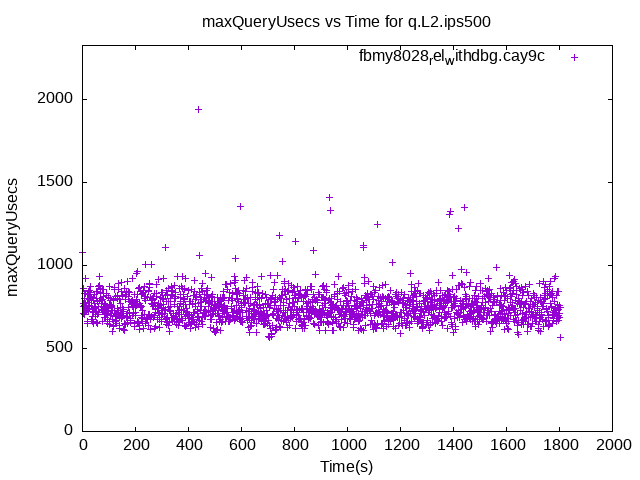 maxQueryUsecs vs Time for q.L2.ips500
fbmy8028relwithdbg.cay9c
maxQueryUsecs
2000
1500
1000
500
0
0 200 400 600 800 1000 1200 1400 1600 1800 2000
Time(s)